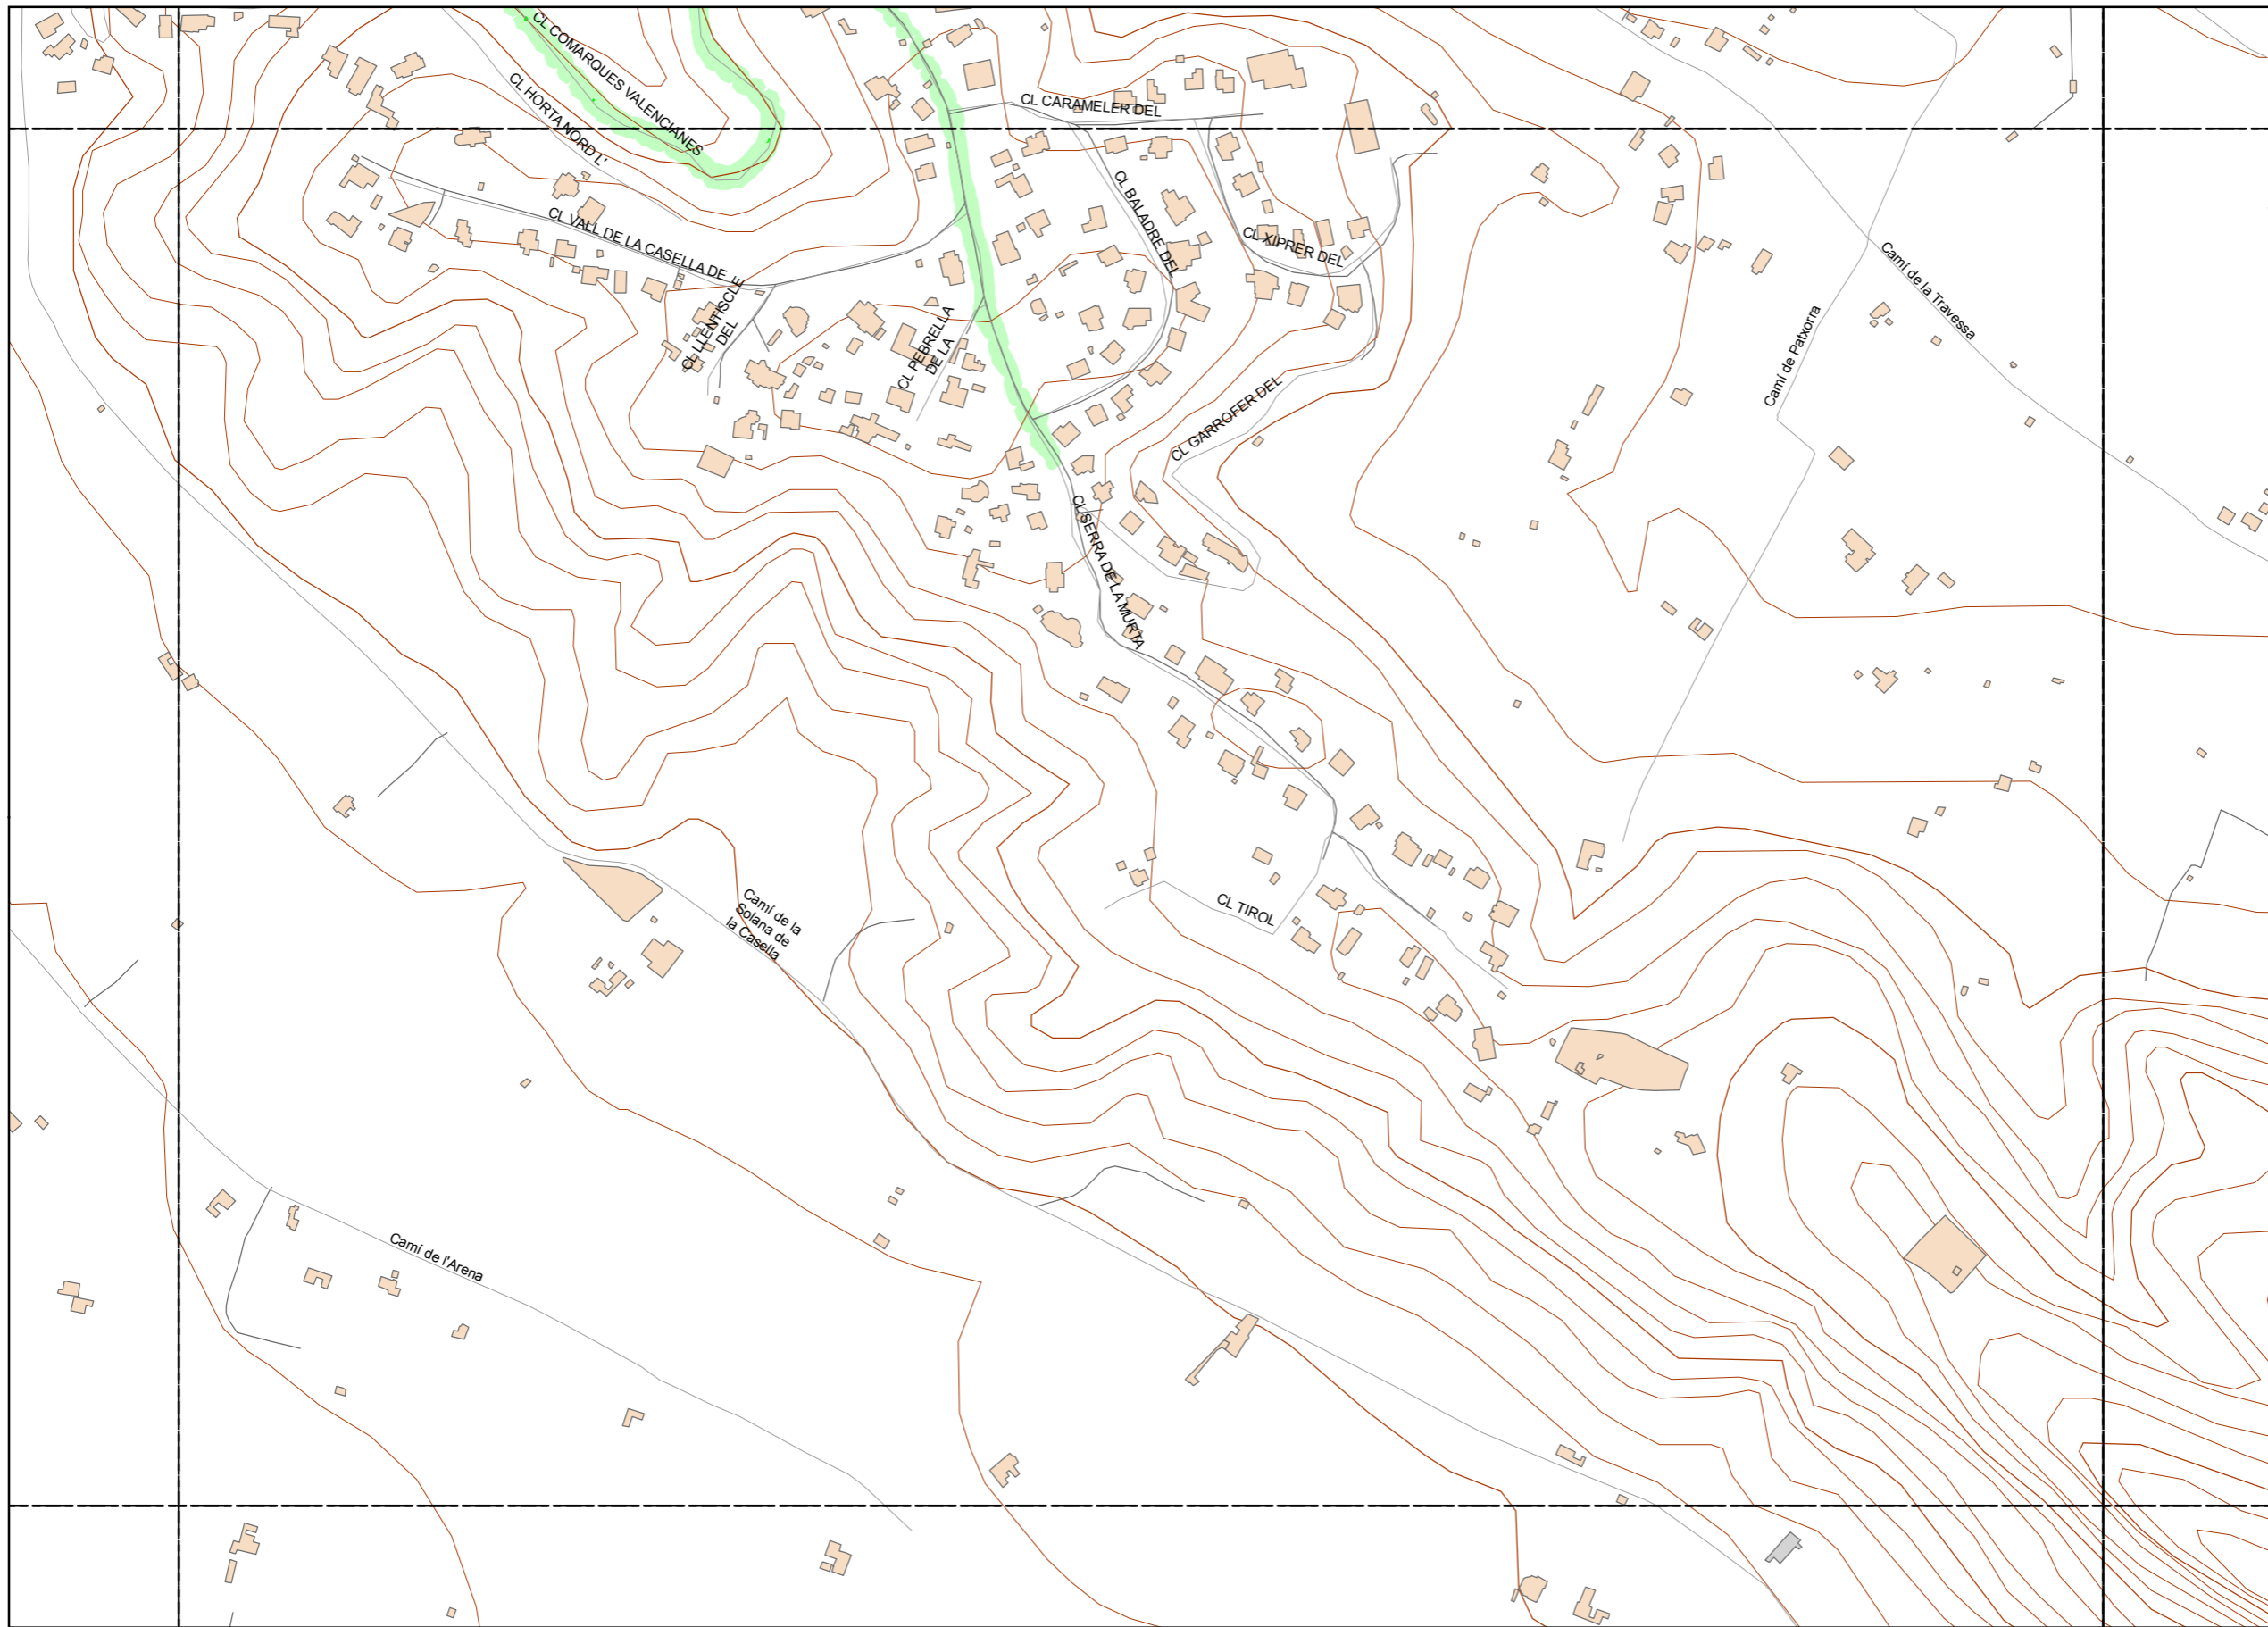 CL COMARQUES VALENCIANES
CL HORTA NORD L'
CL CARAMELER DEL
CL BALADRE DEL
CL VALL DE LA CASELLA DE LE
CL XIPRER DEL
Camí de la Travessa
Camí de Patxorra
CL LLENTISCLE
DEL
CL PEBRELLA
DE LA
CL GARROFER DEL
CL SERRA DE LA MURTA
CL TIROL
Camí de la
Solana de
la Casella
Camí de l'Arena